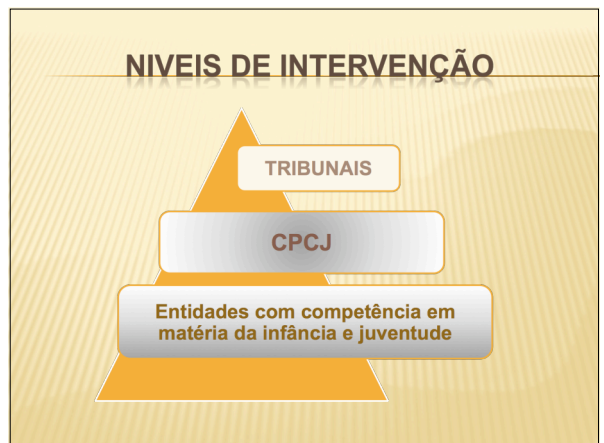 NIVEIS DE INTERVENÇÃO
TRIBUNAIS
CPCJ
Entidades com competência em
matéria da infância e juventude